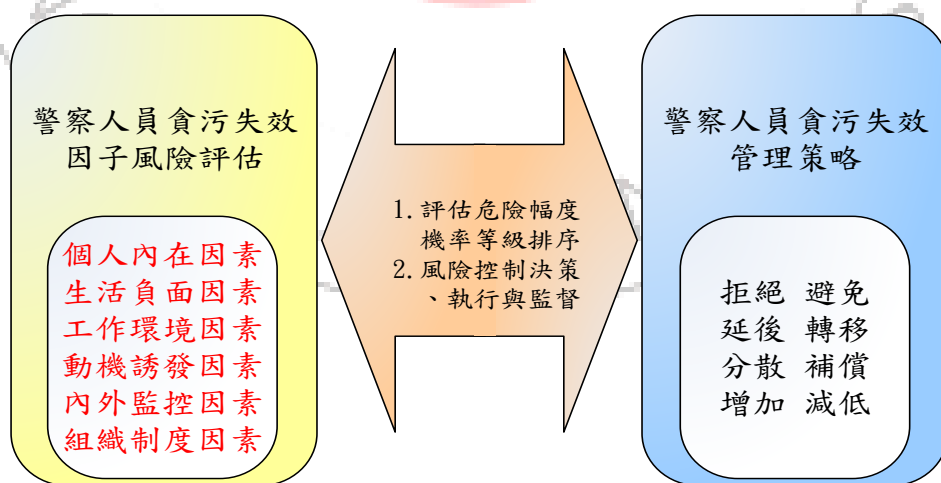 警察人員貪污失效
因子風險評估
個人內在因素
生活負面因素
工作環境因素
動機誘發因素
內外監控因素
組織制度因素
1. 評估危險幅度
機率等級排序
2. 風險控制決策
、執行與監督
警察人員貪污失效
管理策略
拒絕 避免
延後 轉移
分散 補償
增加 減低